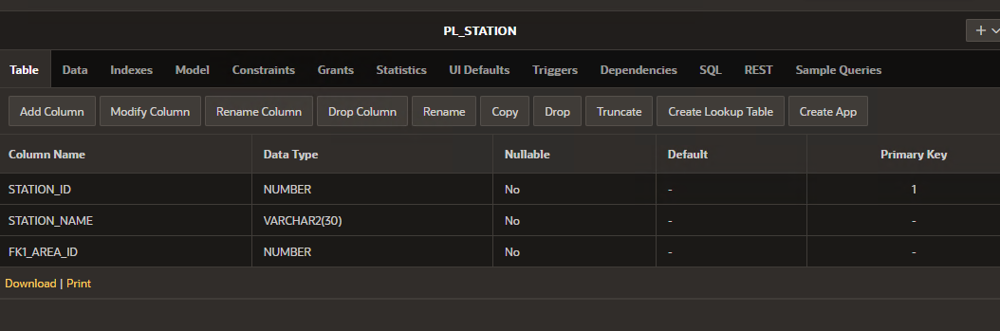 PL_STATION
Table Data Indexes Model Constraints Grants Statistics UI Defaults Triggers Dependencies SQL REST Sample Queries
Add Column Modify Column Rename Column Drop Column Rename Copy Drop Truncate Create Lookup Table Create App
Column Name Data Type Nullable Default Primary Key
STATION_ID NUMBER No - 1
STATION_NAME VARCHAR2(30) No - -
FK1_AREA_ID NUMBER No - -
Download | Print